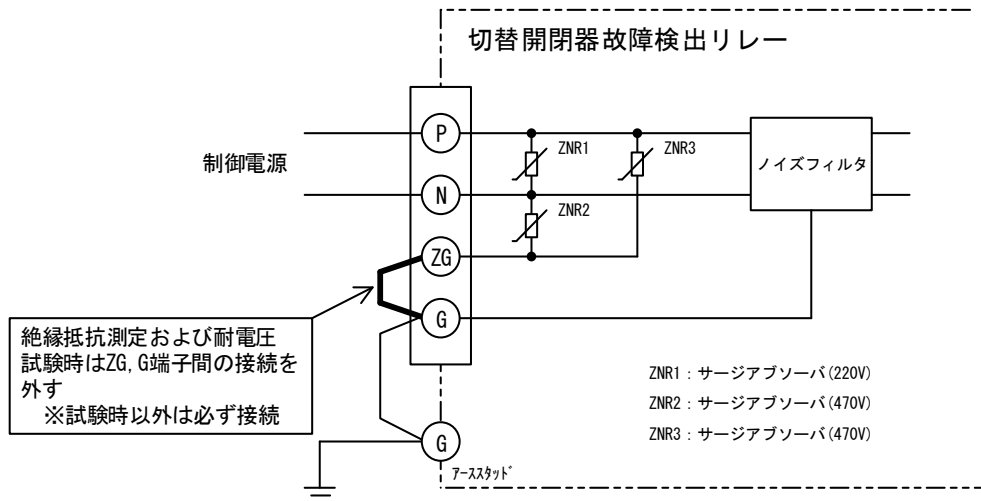 切替開閉器故障検出リレー
P
ZNR1
ZNR3
ノイズフィルタ
制御電源
N
ZNR2
ZG
G
絶縁抵抗測定および耐電圧
試験時はZG,G端子間の接続を
外す
※試験時以外は必ず接続
ZNR1：サージアブソーバ(220V)
ZNR2：サージアブソーバ(470V)
ZNR3：サージアブソーバ(470V)
G
ｱｰｽｽﾀｯﾄﾞ